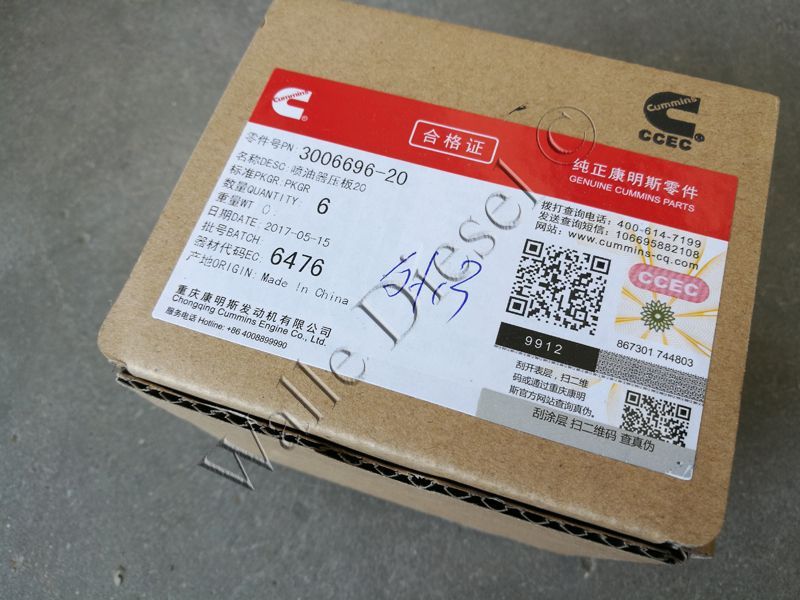 Cummins
®
Cummins
CCEC®
合格证
纯正康明斯零件
GENUINE CUMMINS PARTS
零件号PN: 3006696-20
名称DESC: 喷油器压板2G
标准PKGR: PKGR
数量QUANTITY: 6
重量WT 0.
日期DATE: 2017-05-15
批号BATCH:
器材代码EC: 6476
产地ORIGIN: Made In China
重庆康明斯发动机有限公司
Chongqing Cummins Engine Co., Ltd.
服务电话 Hotline: +86 4008899990
拨打查询电话: 400-614-7199
发送查询短信: 106695882108
网站: www.cummins-cq.com
CCEC
9912
867301 744803
刮开表层, 扫二维
码或通过重庆康明
斯官方网站查询真伪。
刮涂层 扫二维码 查真伪
Walle Diesel ©